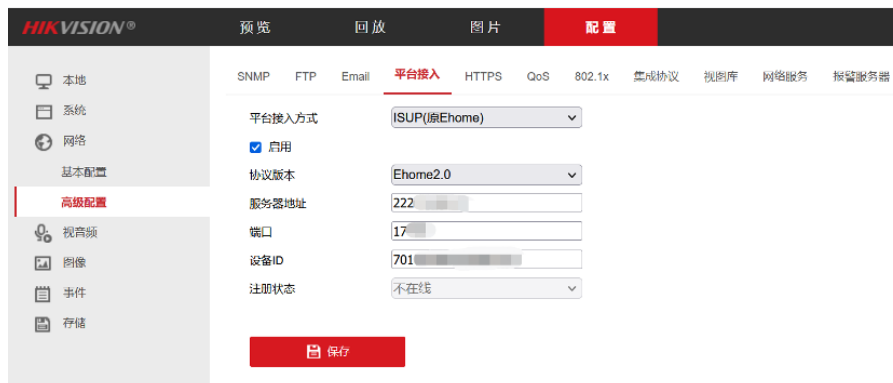 HIKVISION® 预览 回放 图片 配置
本地
系统
网络
基本配置
高级配置
视音频
图像
事件
存储
SNMP FTP Email 平台接入 HTTPS QoS 802.1x 集成协议 视图库 网络服务 报警服务器
平台接入方式 ISUP(原Ehome)
启用
协议版本 Ehome2.0
服务器地址 222
端口 17
设备ID 701
注册状态 不在线
保存